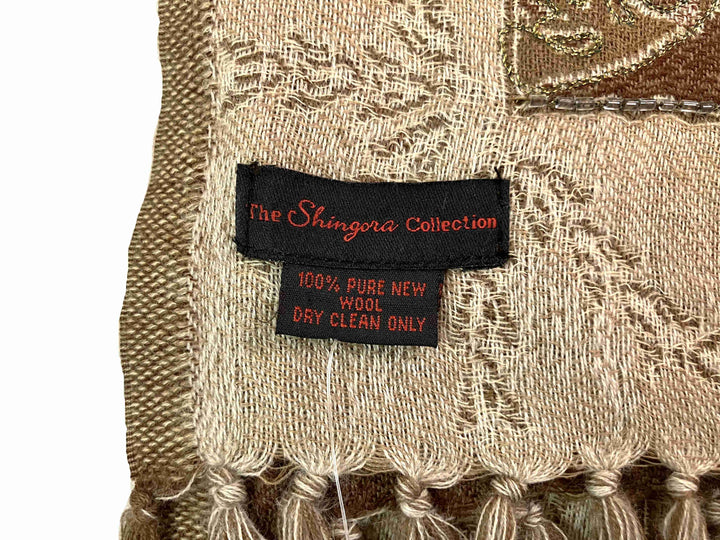 The Shingora Collection
100% PURE NEW
WOOL
DRY CLEAN ONLY